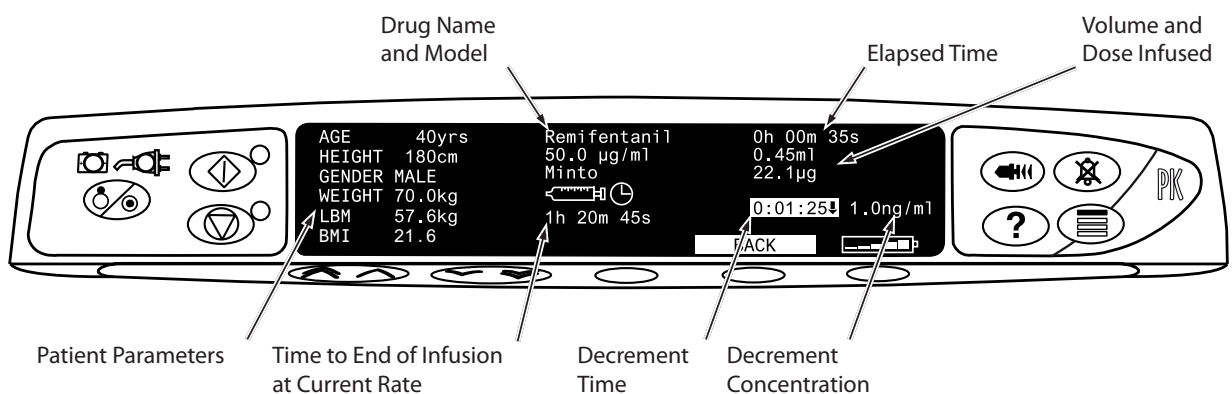 Drug Name
and Model
Elapsed Time
Volume and
Dose Infused
AGE 40yrs
HEIGHT 180cm
GENDER MALE
WEIGHT 70.0kg
LBM 57.6kg
BMI 21.6
Remifentanil
50.0 µg/ml
Minto
1h 20m 45s
0h 00m 35s
0.45ml
22.1µg
0:01:25⬇ 1.0ng/ml
BACK
?
PK
Patient Parameters
Time to End of Infusion
at Current Rate
Decrement
Time
Decrement
Concentration